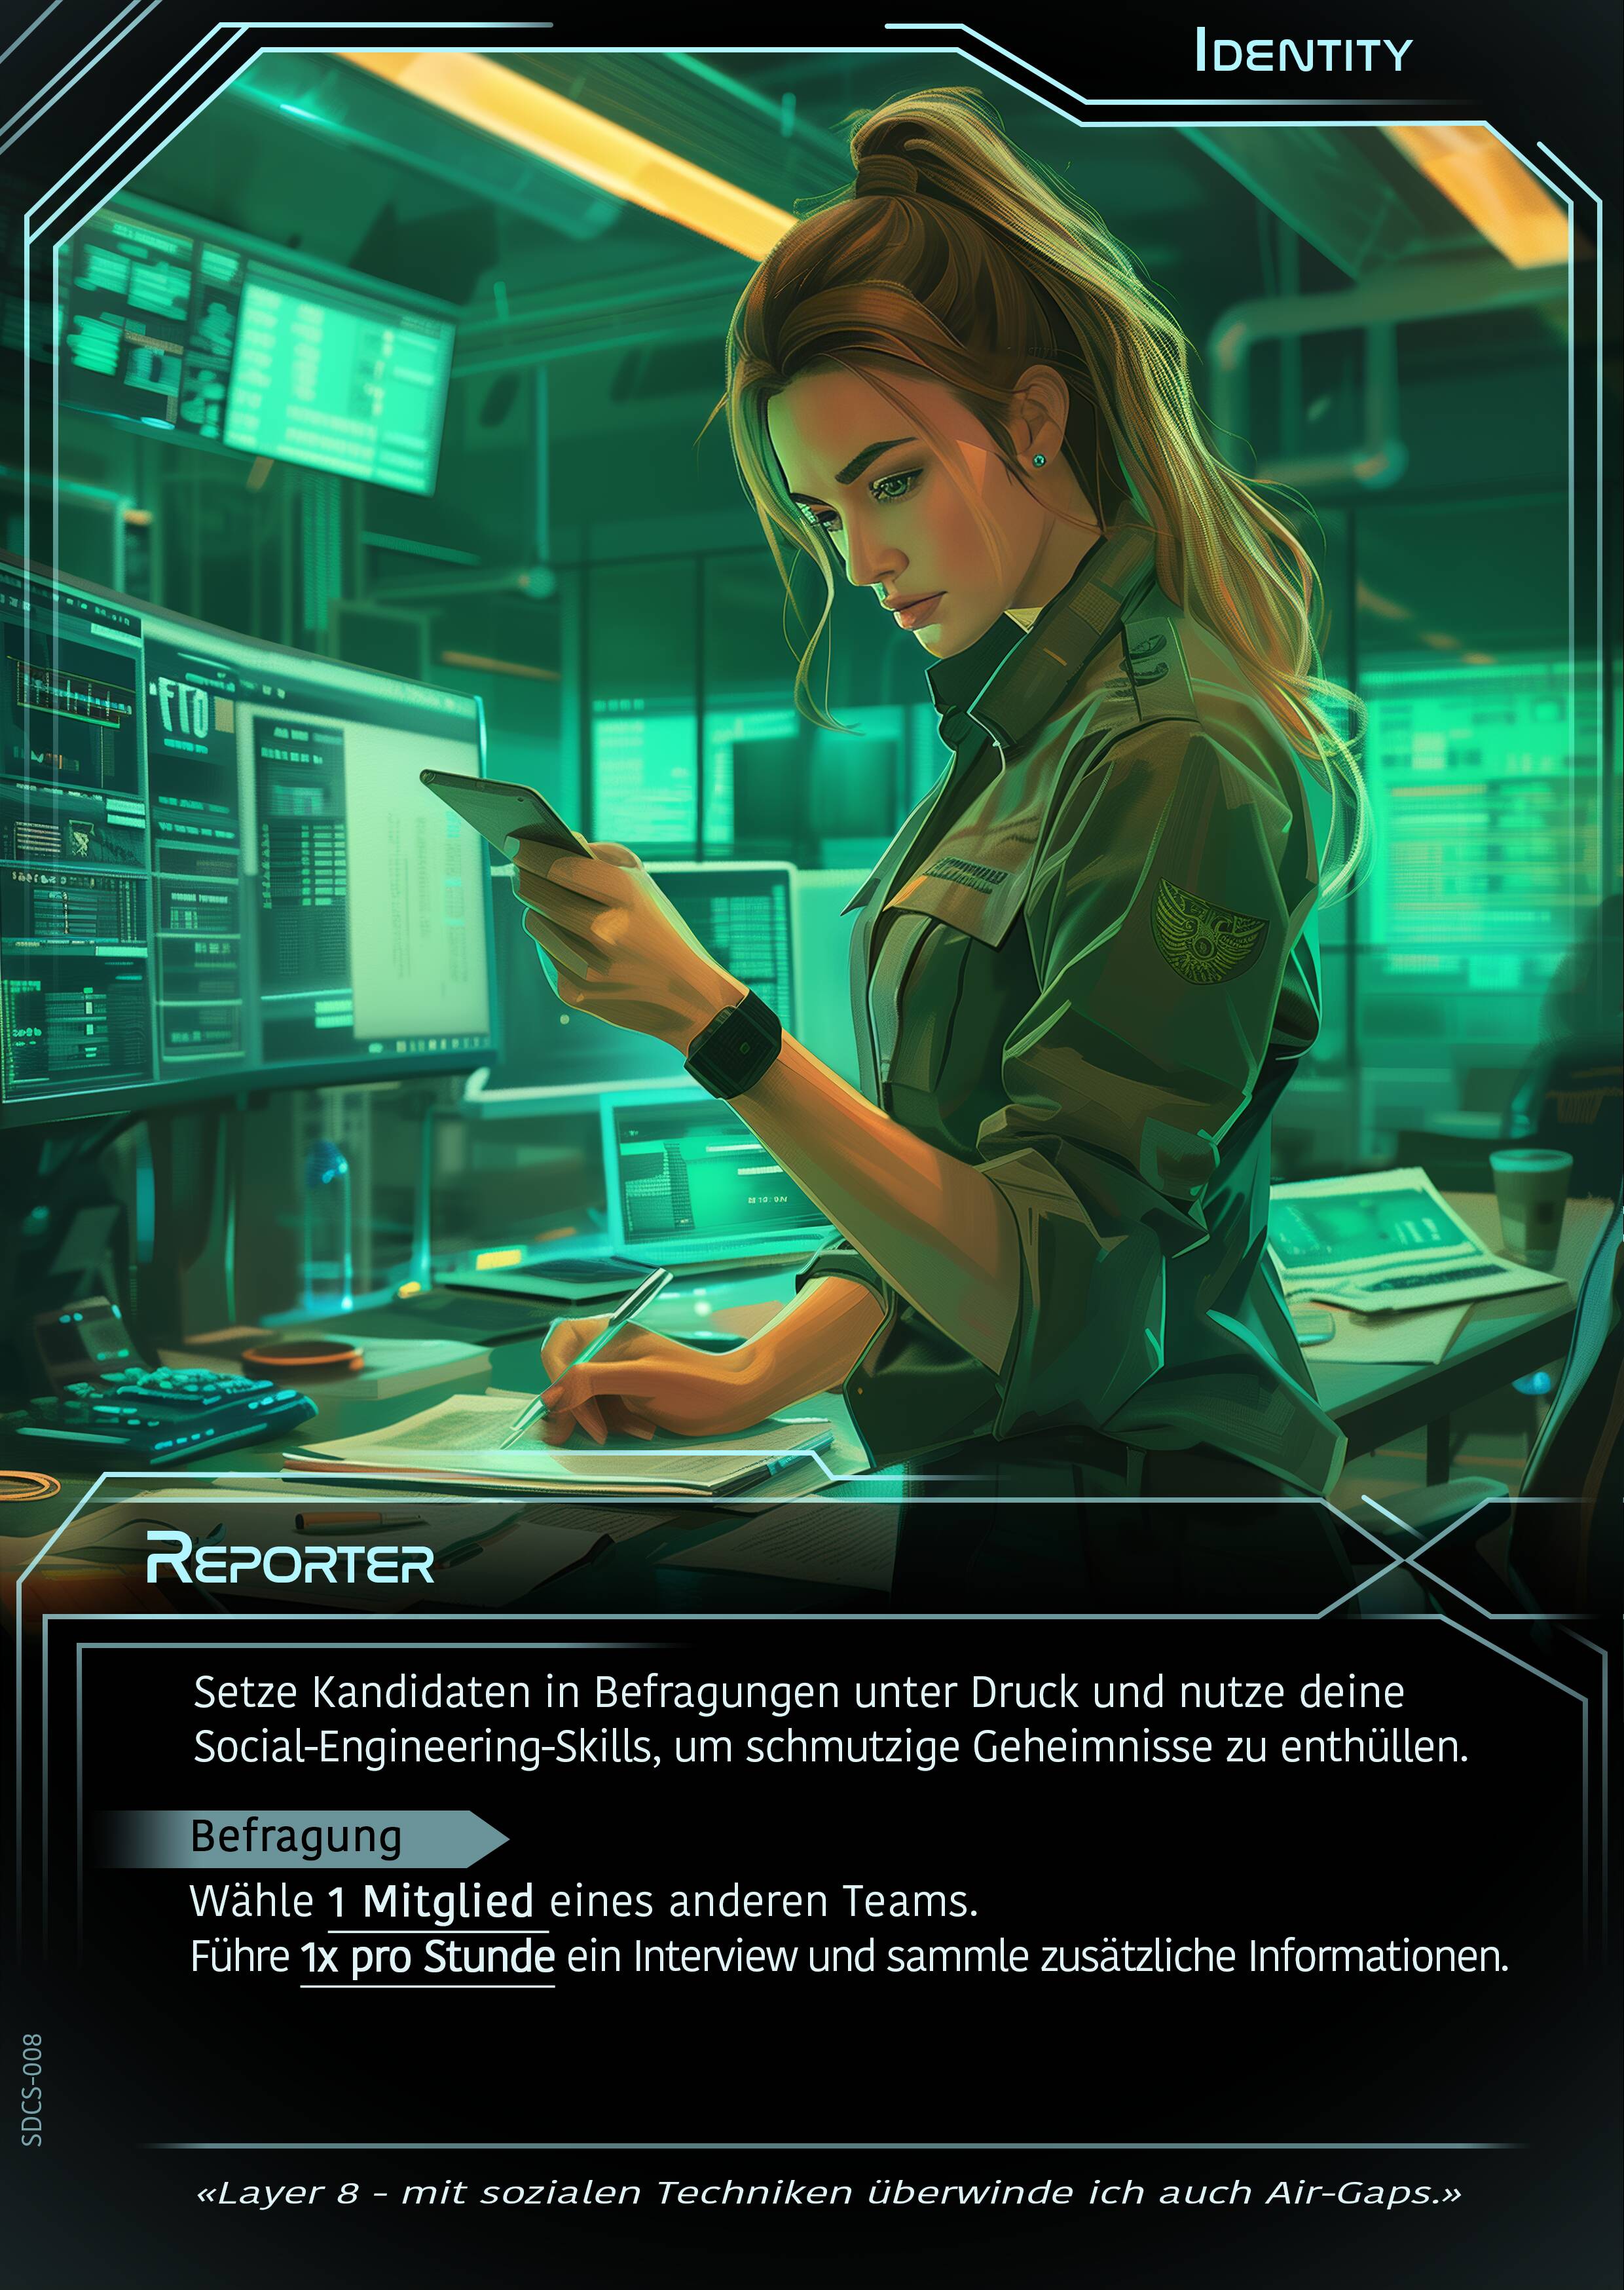 Identity
Reporter
Setze Kandidaten in Befragungen unter Druck und nutze deine
Social-Engineering-Skills, um schmutzige Geheimnisse zu enthüllen.
Befragung
Wähle 1 Mitglied eines anderen Teams.
Führe 1x pro Stunde ein Interview und sammle zusätzliche Informationen.
SDCS-008
«Layer 8 - mit sozialen Techniken überwinde ich auch Air-Gaps.»